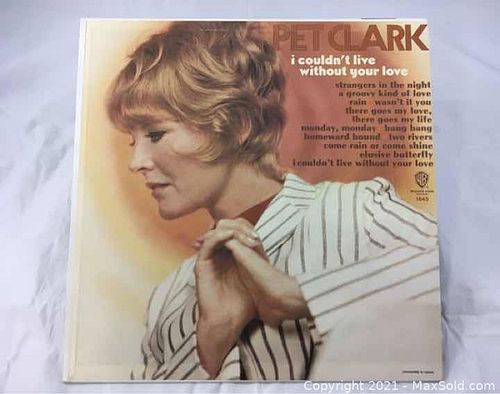 PET CLARK
i couldn't live
without your love
strangers in the night
a groovy kind of love
rain wasn't it you
there goes my love,
there goes my life
monday, monday bang bang
homeward bound two rivers
come rain or come shine
elusive butterfly
i couldn't live without your love
W
1645
Copyright 2021 - MaxSold.com